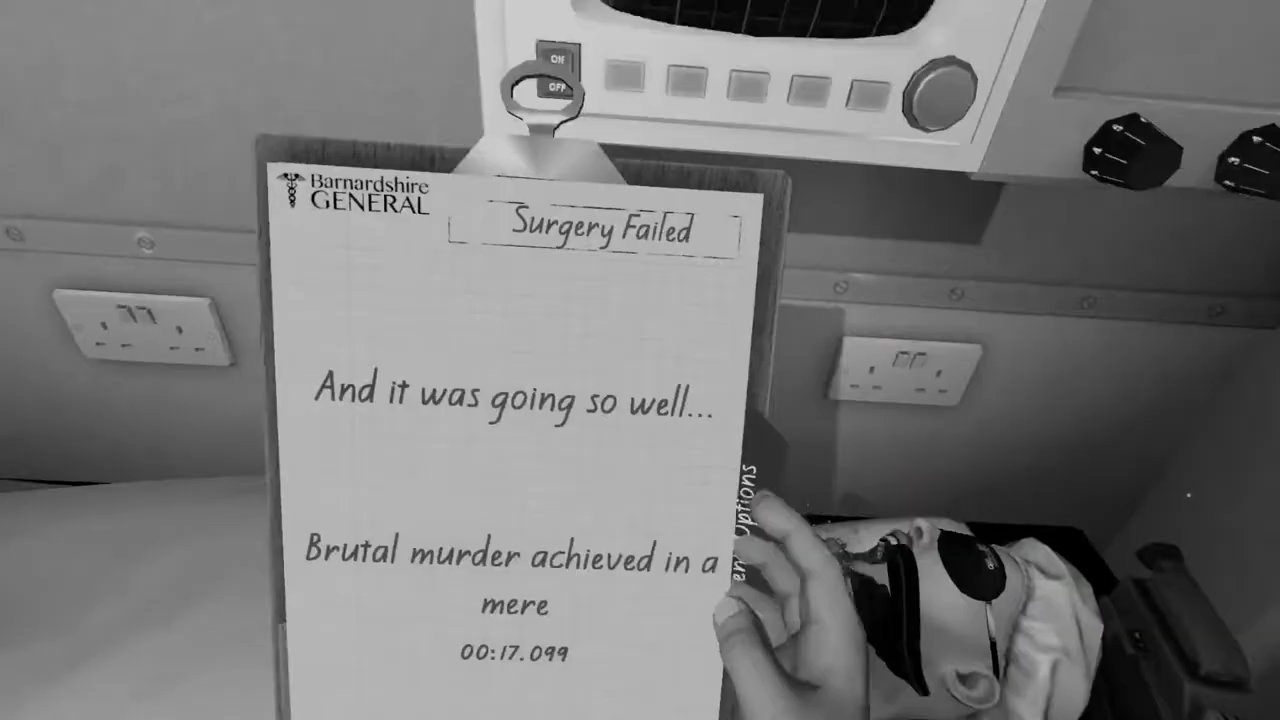 ON
OFF
Barnardshire
GENERAL
Surgery Failed
And it was going so well...
Brutal murder achieved in a
mere
00:17.099
Options